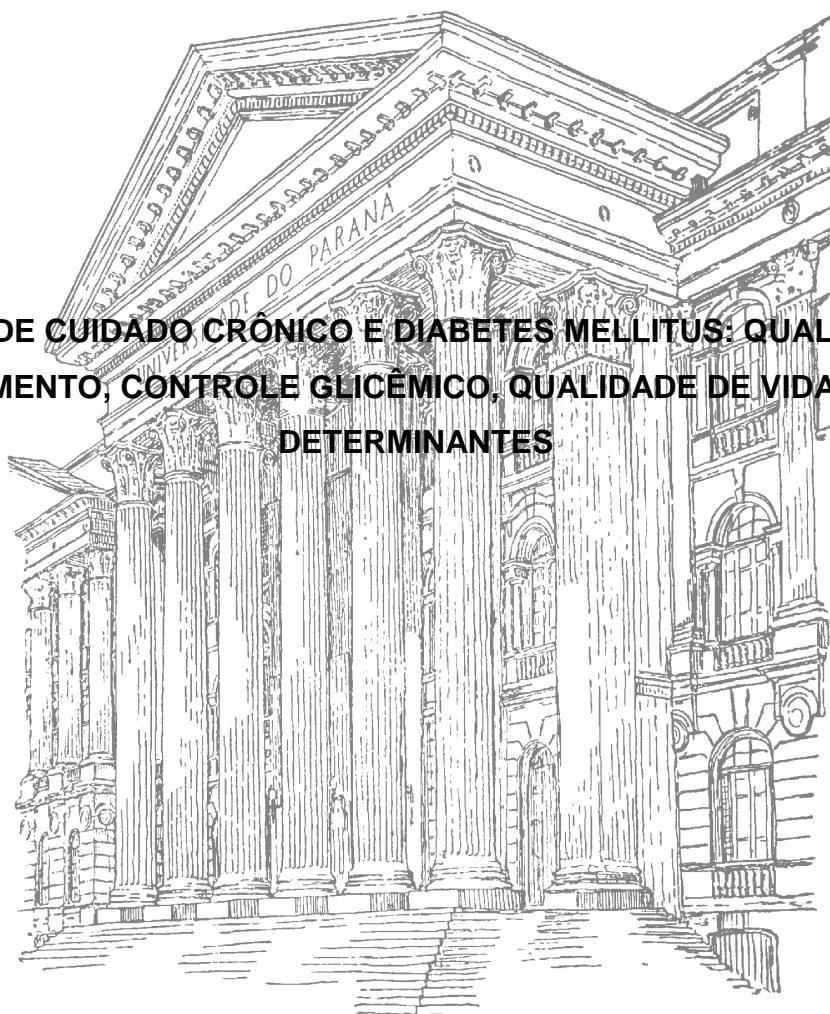 DE CUIDADO CRÔNICO E DIABETES MELLITUS: QUAL
MENTO, CONTROLE GLICÊMICO, QUALIDADE DE VIDA
DETERMINANTES
UNIVERSIDADE DO PARANÁ